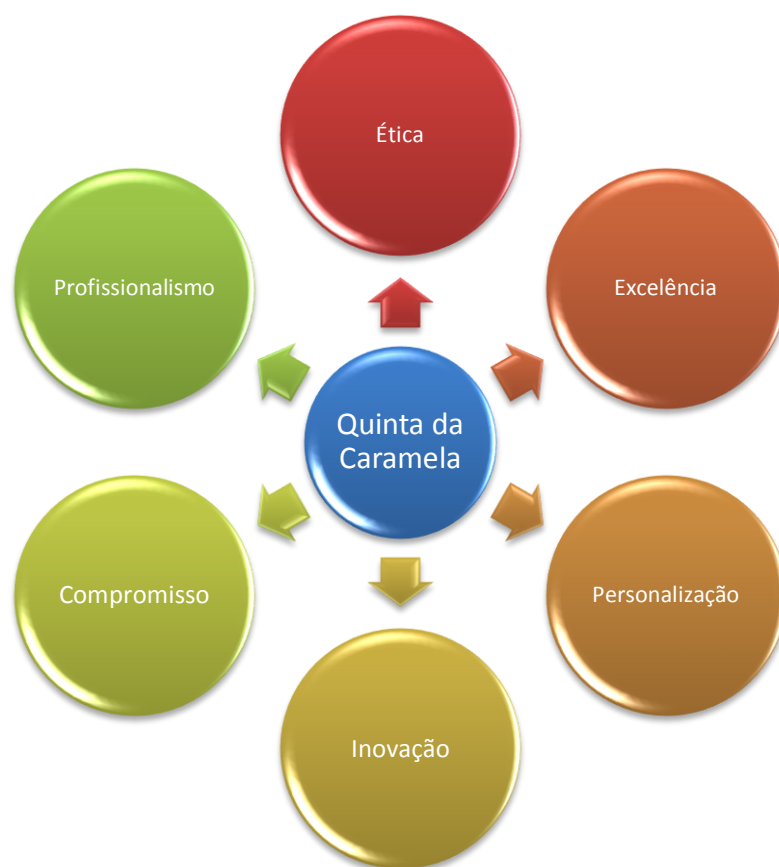 Ética
Profissionalismo
Excelência
Quinta da
Caramela
Compromisso
Personalização
Inovação